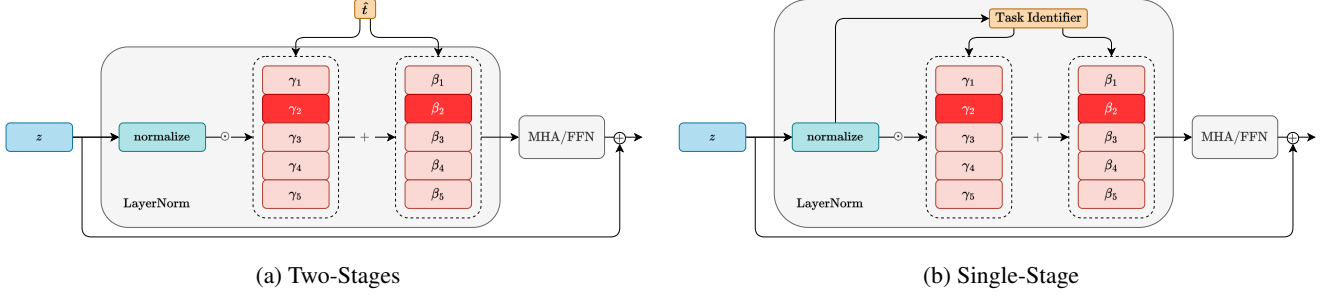 t̂
γ₁
γ₂
γ₃
γ₄
γ₅
β₁
β₂
β₃
β₄
β₅
z
normalize
⊙
+
MHA/FFN
⊕
LayerNorm
(a) Two-Stages
Task Identifier
γ₁
γ₂
γ₃
γ₄
γ₅
β₁
β₂
β₃
β₄
β₅
z
normalize
⊙
+
MHA/FFN
⊕
LayerNorm
(b) Single-Stage